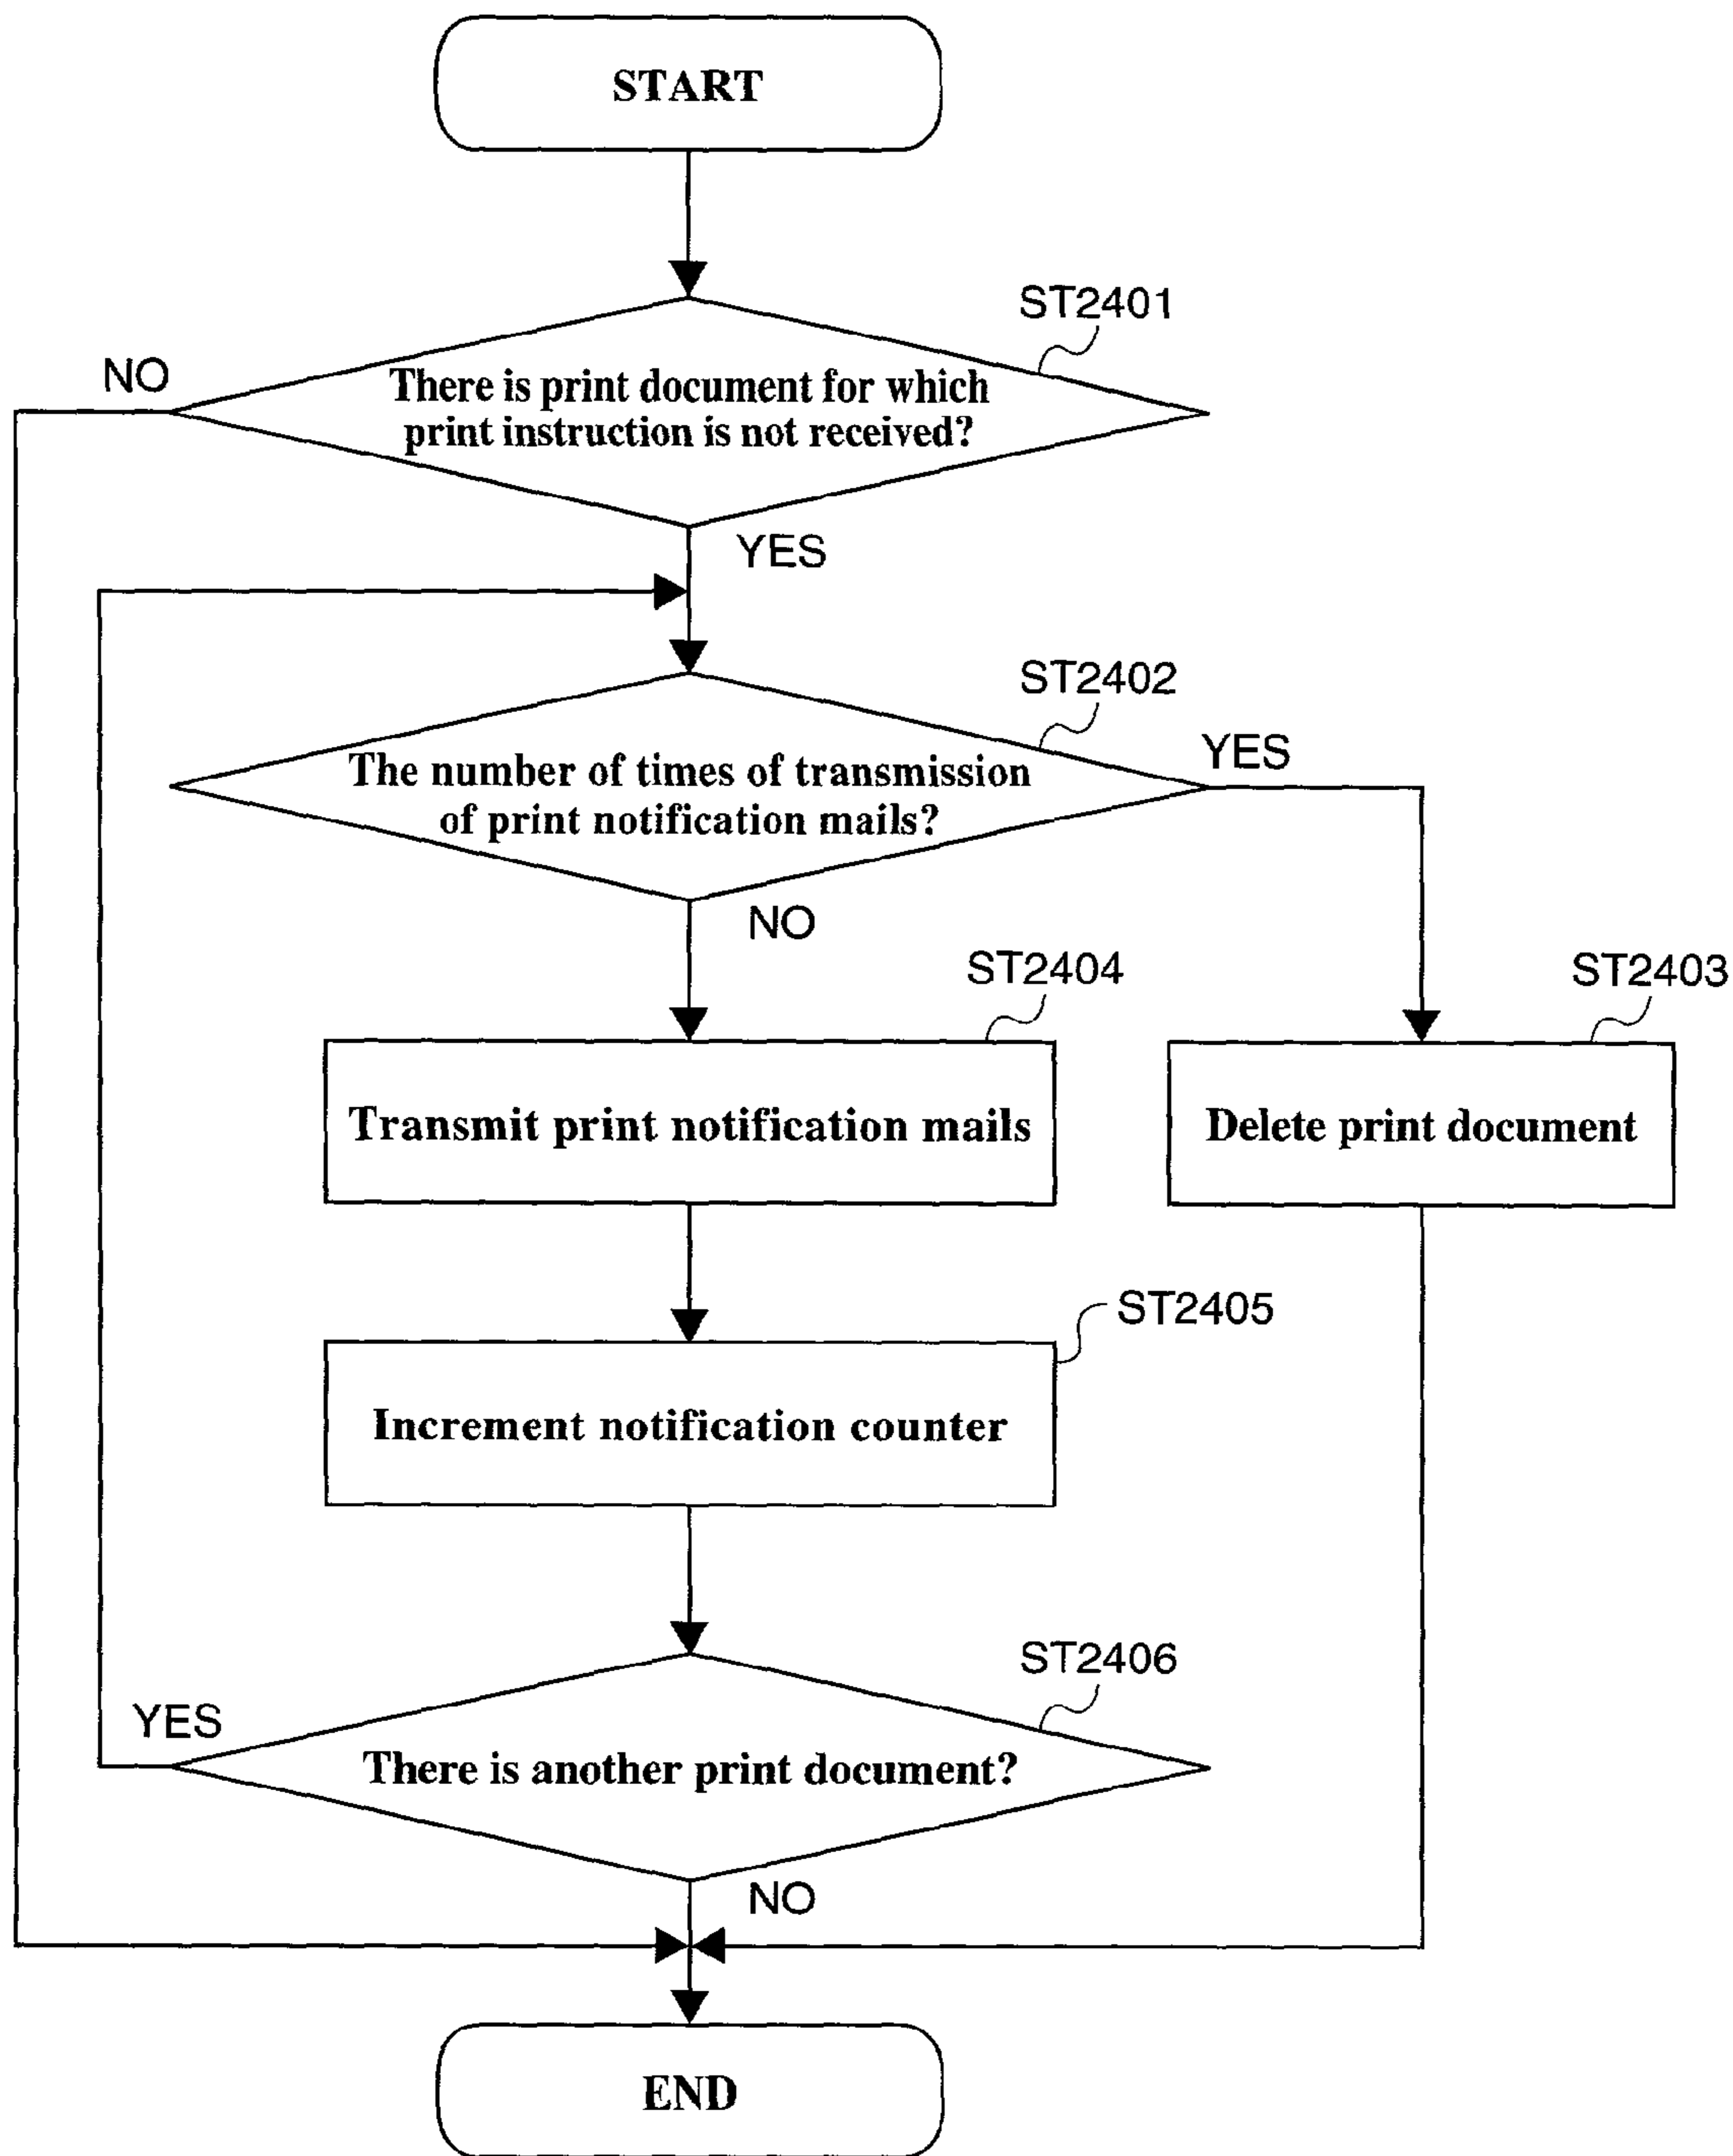 START
ST2401
NO
There is print document for which
print instruction is not received?
YES
ST2402
YES
The number of times of transmission
of print notification mails?
NO
ST2404
ST2403
Transmit print notification mails
Delete print document
ST2405
Increment notification counter
ST2406
YES
There is another print document?
NO
END